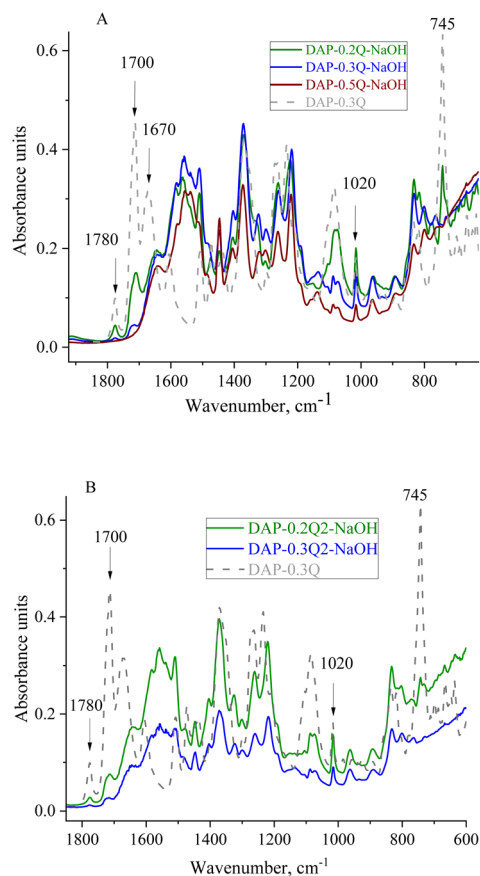 A
745
0.6
DAP-0.2Q-NaOH
1700
DAP-0.3Q-NaOH
DAP-0.5Q-NaOH
DAP-0.3Q
1670
Absorbance units
0.4
1020
1780
0.2
0.0
1800 1600 1400 1200 1000 800
Wavenumber, cm-1
B
745
0.6
DAP-0.2Q2-NaOH
1700
DAP-0.3Q2-NaOH
DAP-0.3Q
Absorbance units
0.4
1020
1780
0.2
0.0
1800 1600 1400 1200 1000 800 600
Wavenumber, cm-1